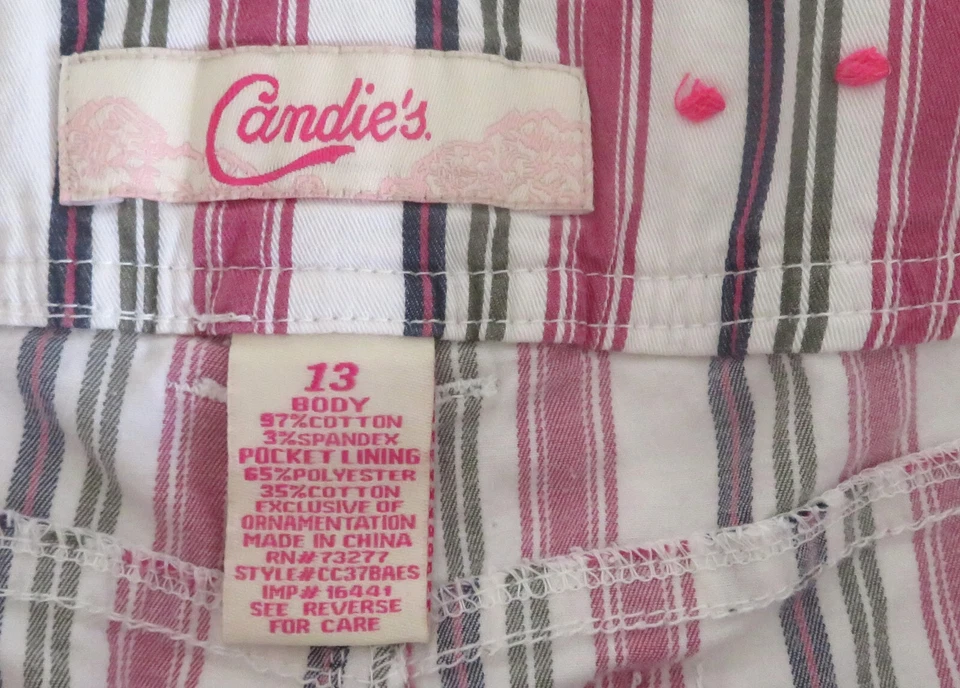 Candie's.
13
BODY
97%COTTON
3%SPANDEX
POCKET LINING
65%POLYESTER
35%COTTON
EXCLUSIVE OF
ORNAMENTATION
MADE IN CHINA
RN#73277
STYLE#CC37BAES
IMP#16441
SEE REVERSE
FOR CARE